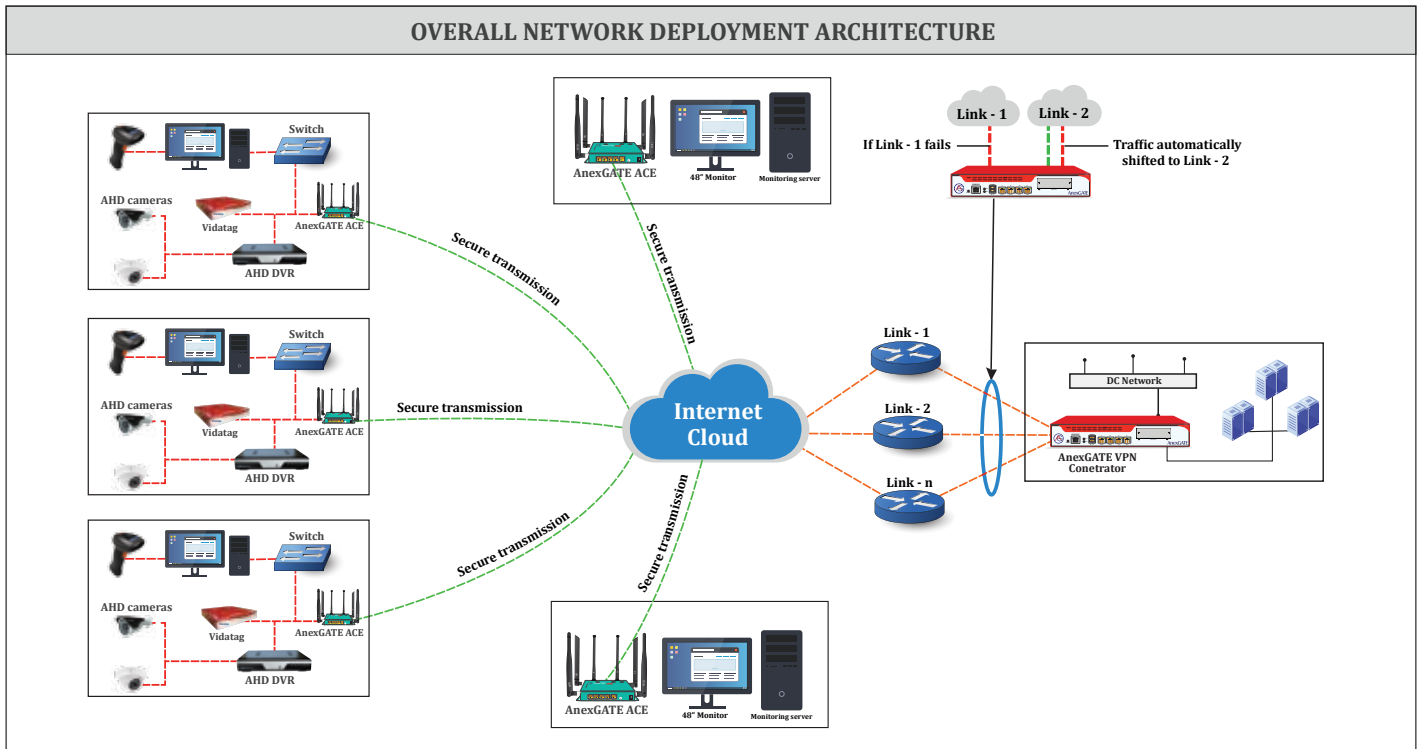 OVERALL NETWORK DEPLOYMENT ARCHITECTURE
Switch
AHD cameras
Vidatag
AnexGATE ACE
AHD DVR
Switch
AHD cameras
Vidatag
AnexGATE ACE
AHD DVR
Switch
AHD cameras
Vidatag
AnexGATE ACE
AHD DVR
Secure transmission
Secure transmission
Secure transmission
AnexGATE ACE
48" Monitor
Monitoring server
Secure transmission
Internet
Cloud
Secure transmission
AnexGATE ACE
48" Monitor
Monitoring server
Link - 1
Link - 2
If Link - 1 fails
Traffic automatically
shifted to Link - 2
AnexGATE
Link - 1
Link - 2
Link - n
DC Network
AnexGATE
AnexGATE VPN
Conetrator